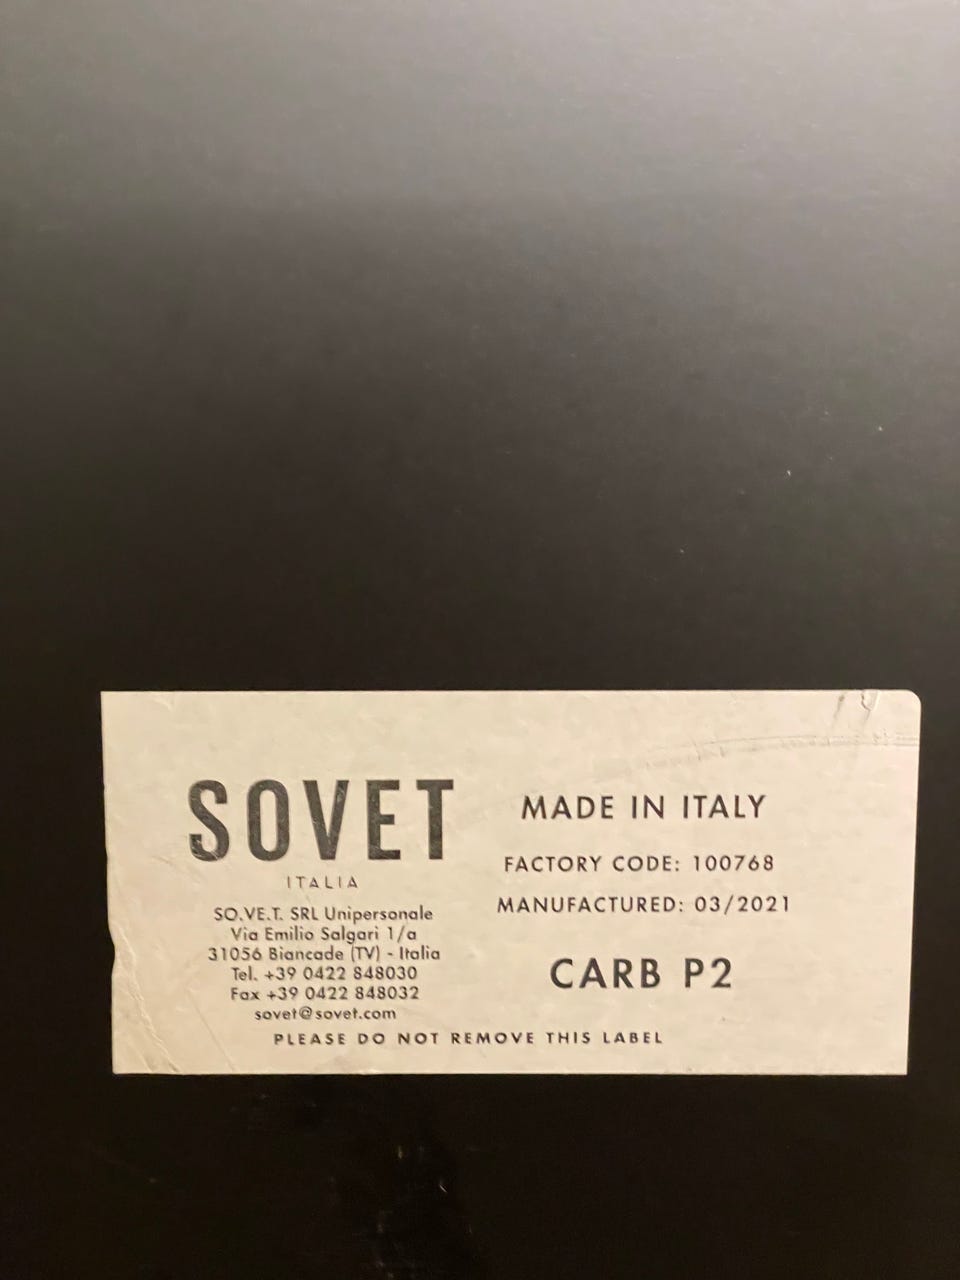 SOVET
ITALIA
SO.VE.T. SRL Unipersonale
Via Emilio Salgari 1/a
31056 Biancade (TV) - Italia
Tel. +39 0422 848030
Fax +39 0422 848032
sovet@sovet.com
MADE IN ITALY
FACTORY CODE: 100768
MANUFACTURED: 03/2021
CARB P2
PLEASE DO NOT REMOVE THIS LABEL